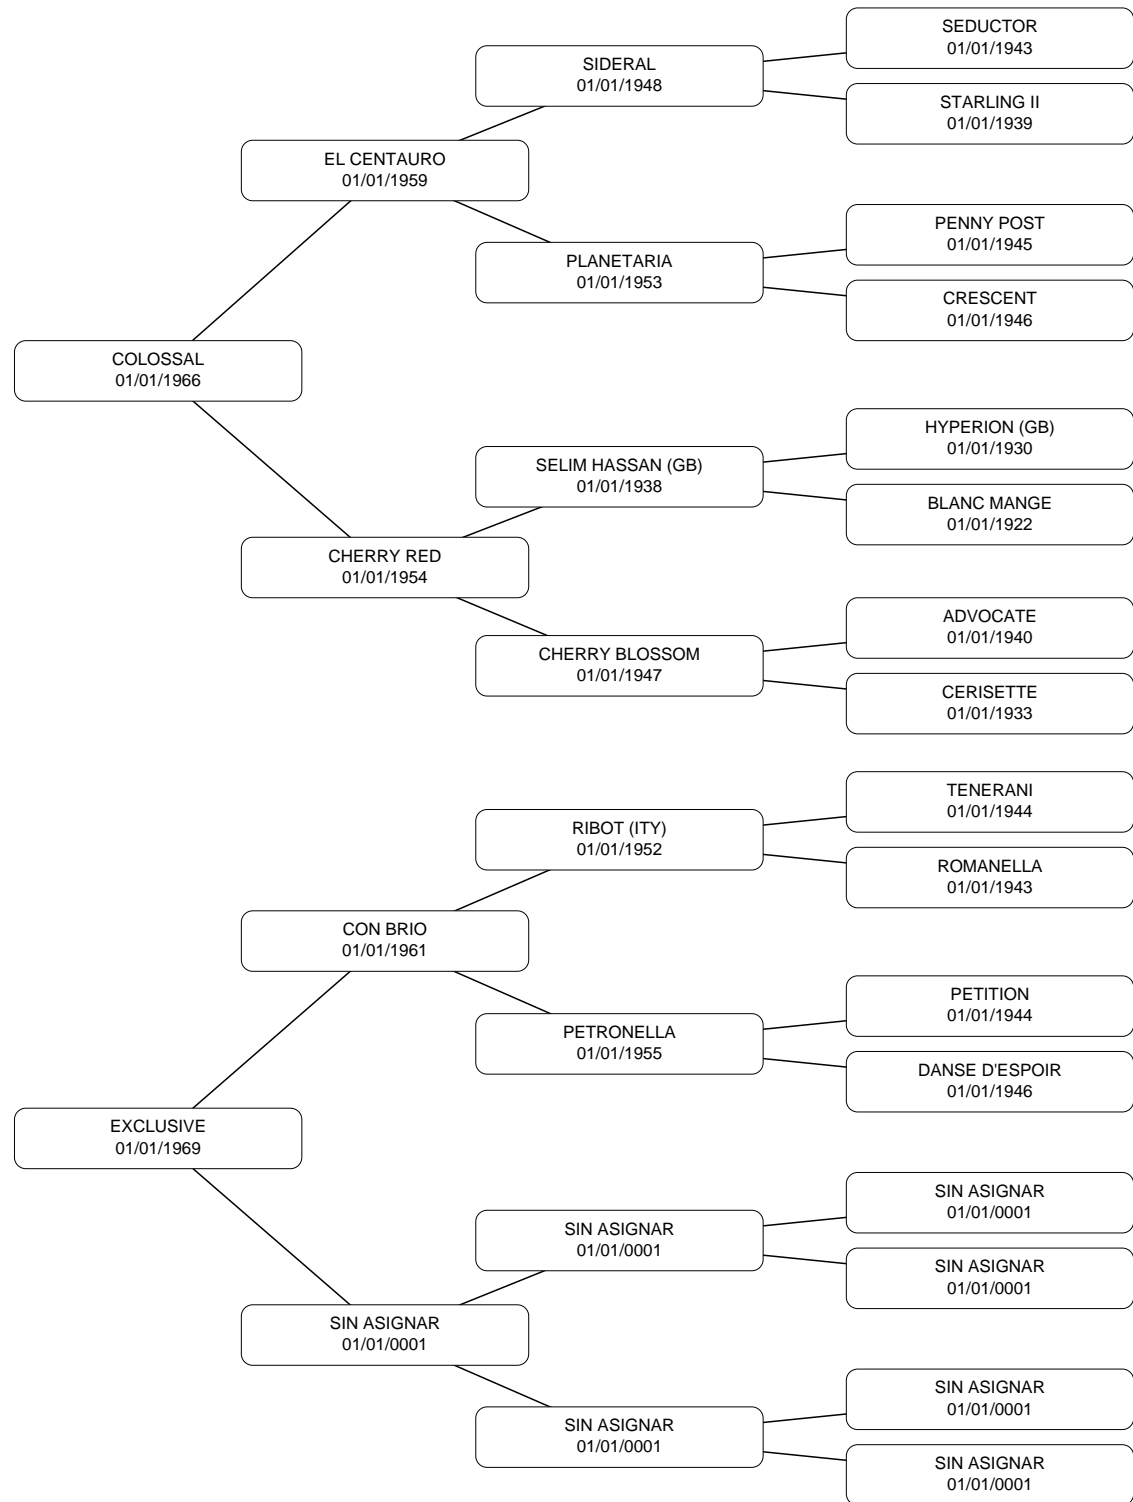 SEDUCTOR
01/01/1943
SIDERAL
01/01/1948
STARLING II
01/01/1939
EL CENTAURO
01/01/1959
PENNY POST
01/01/1945
PLANETARIA
01/01/1953
CRESCENT
01/01/1946
COLOSSAL
01/01/1966
HYPERION (GB)
01/01/1930
SELIM HASSAN (GB)
01/01/1938
BLANC MANGE
01/01/1922
CHERRY RED
01/01/1954
ADVOCATE
01/01/1940
CHERRY BLOSSOM
01/01/1947
CERISETTE
01/01/1933
TENERANI
01/01/1944
RIBOT (ITY)
01/01/1952
ROMANELLA
01/01/1943
CON BRIO
01/01/1961
PETITION
01/01/1944
PETRONELLA
01/01/1955
DANSE D'ESPOIR
01/01/1946
EXCLUSIVE
01/01/1969
SIN ASIGNAR
01/01/0001
SIN ASIGNAR
01/01/0001
SIN ASIGNAR
01/01/0001
SIN ASIGNAR
01/01/0001
SIN ASIGNAR
01/01/0001
SIN ASIGNAR
01/01/0001
SIN ASIGNAR
01/01/0001